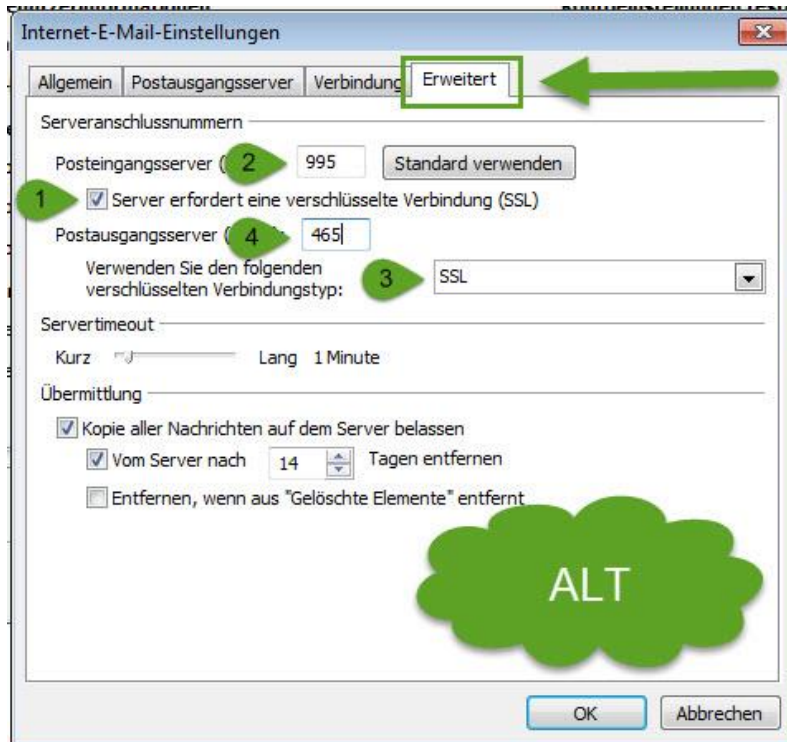 Internet-E-Mail-Einstellungen
Allgemein Postausgangsserver Verbindung Erweitert
Serveranschlussnummern
Posteingangsserver ( 2 995 Standard verwenden
1 Server erfordert eine verschlüsselte Verbindung (SSL)
Postausgangsserver ( 4 465
Verwenden Sie den folgenden
verschlüsselten Verbindungstyp: 3 SSL
Servertimeout
Kurz Lang 1 Minute
Übermittlung
Kopie aller Nachrichten auf dem Server belassen
Vom Server nach 14 Tagen entfernen
Entfernen, wenn aus "Gelöschte Elemente" entfernt
ALT
OK Abbrechen